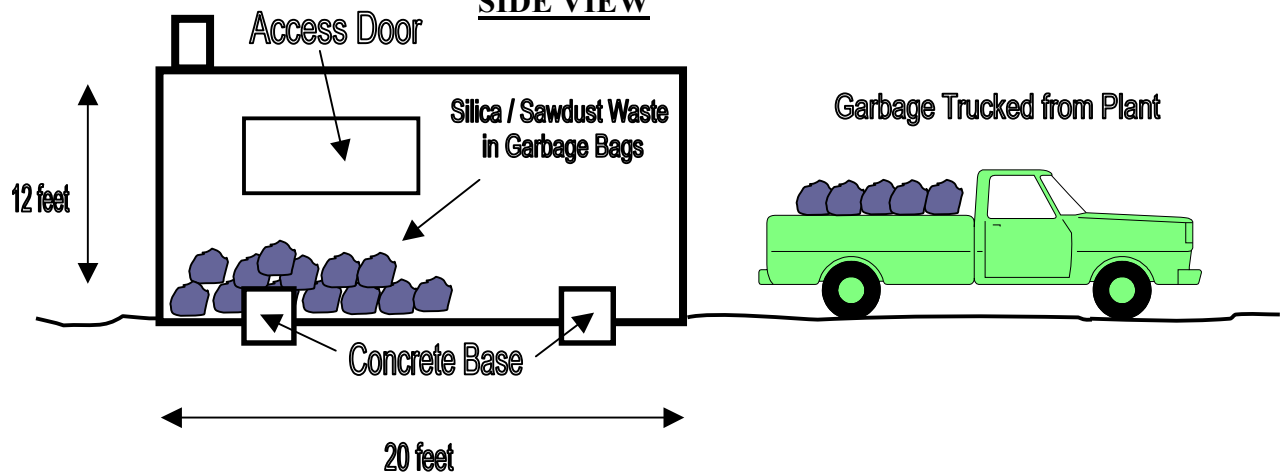 SIDE VIEW
Access Door
Silica / Sawdust Waste
in Garbage Bags
Garbage Trucked from Plant
12 feet
Concrete Base
20 feet